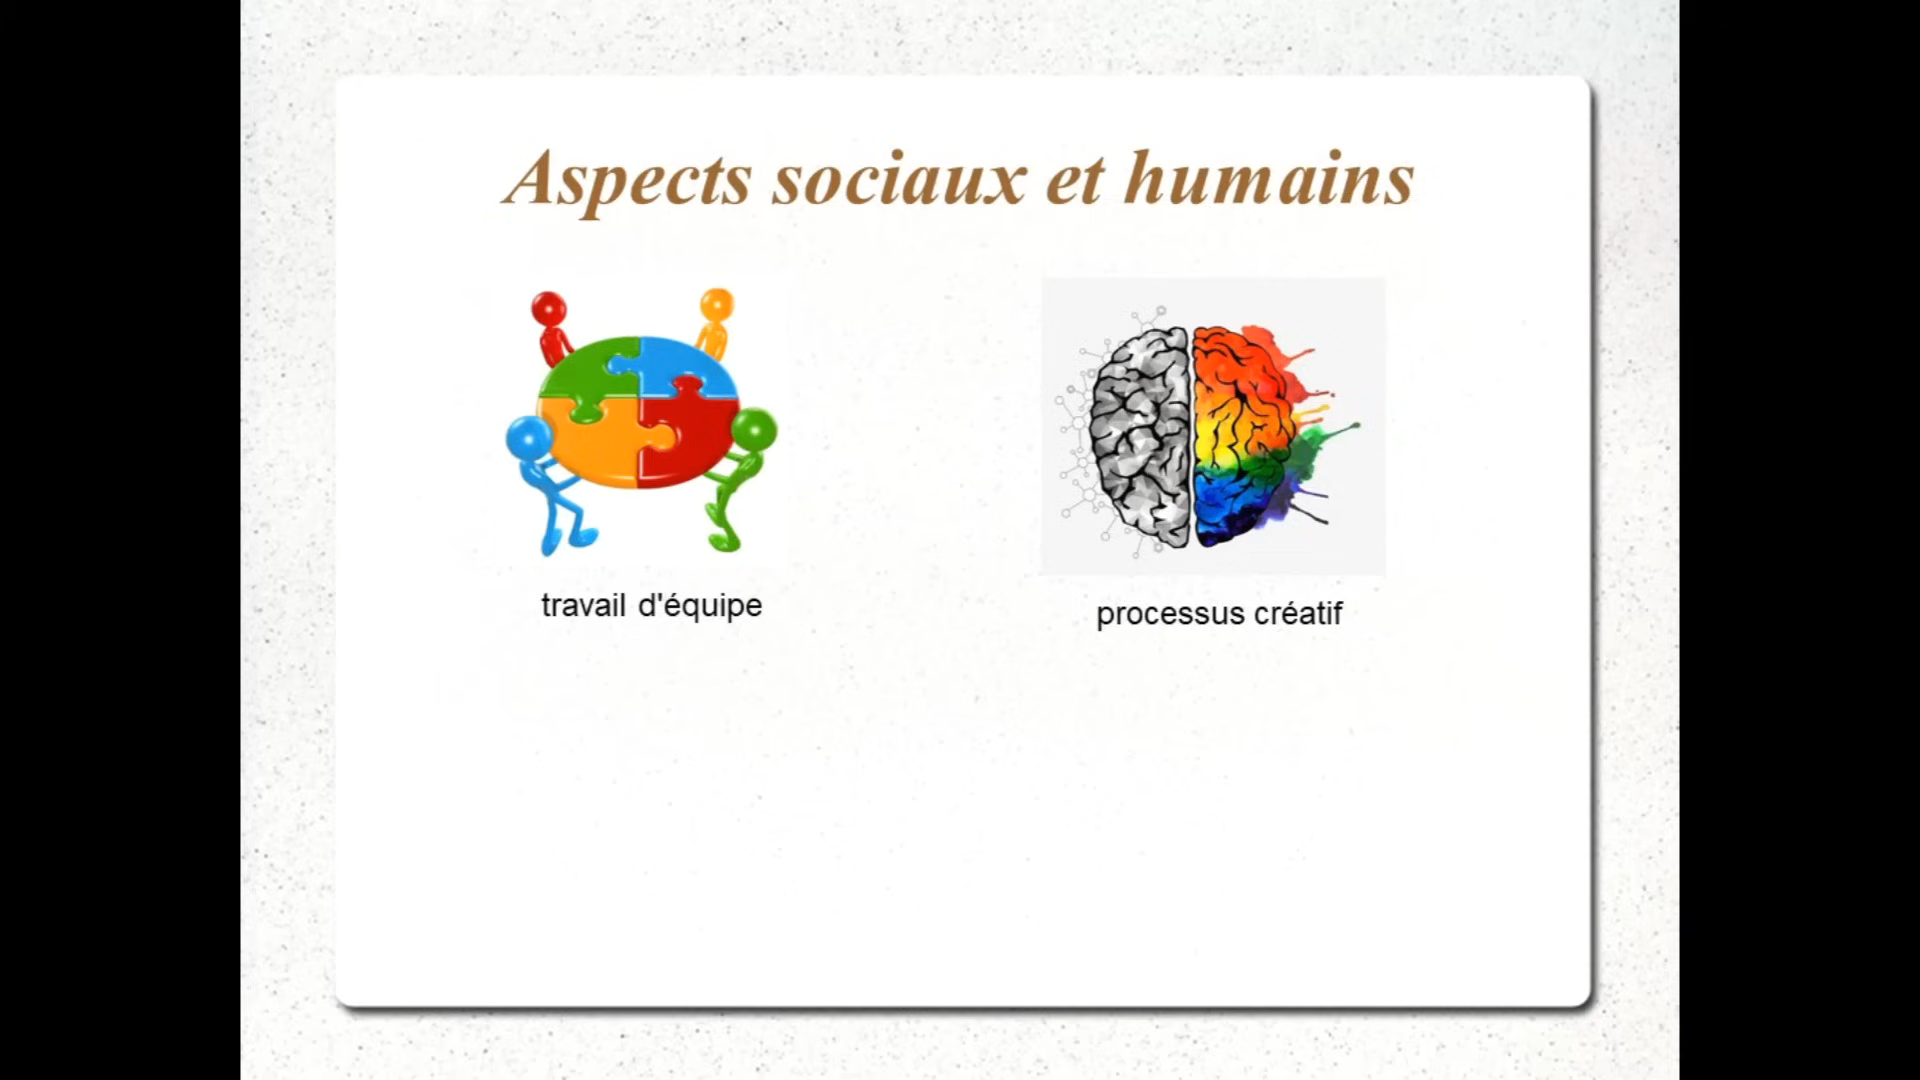 Aspects sociaux et humains
travail d'équipe
processus créatif